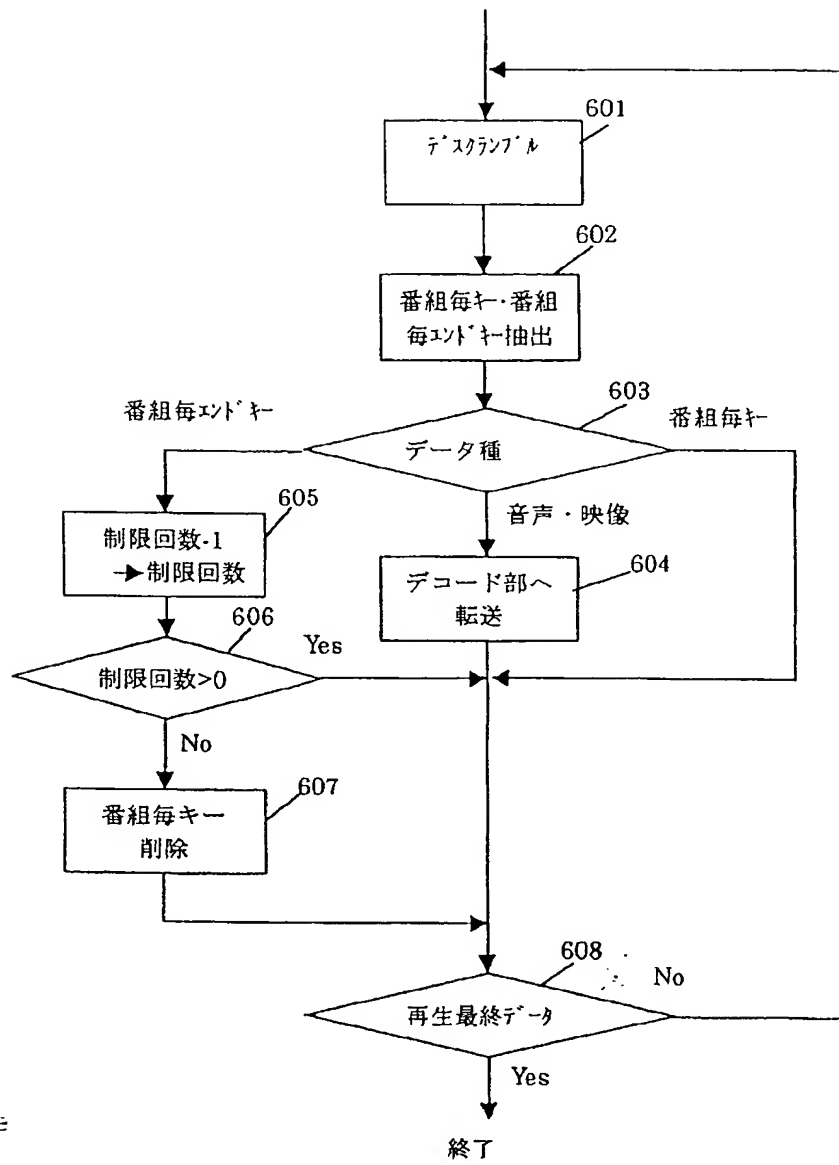 601
デスクランブル
602
番組毎キー・番組
毎エンドキー抽出
603
番組毎エンドキー
番組毎キー
データ種
605
音声・映像
制限回数-1
→制限回数
604
デコード部へ
転送
606
Yes
制限回数>0
No
607
番組毎キー
削除
608
No
再生最終データ
Yes
終了